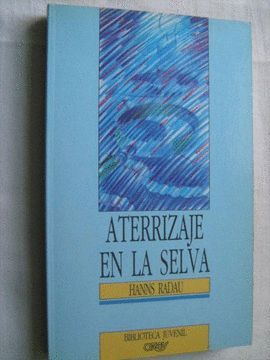 ATERRIZAJE
EN LA SELVA
HANNS RADAU
BIBLIOTECA JUVENIL